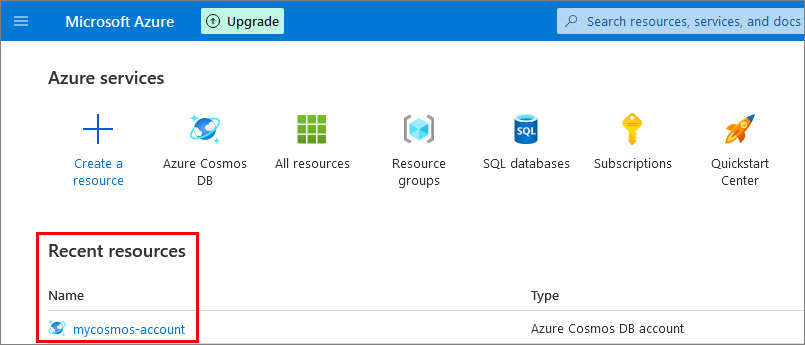 Microsoft Azure Upgrade Search resources, services, and docs
Azure services
Create a resource
Azure Cosmos DB
All resources
Resource groups
SQL
SQL databases
Subscriptions
Quickstart Center
Recent resources
Name Type
mycosmos-account Azure Cosmos DB account